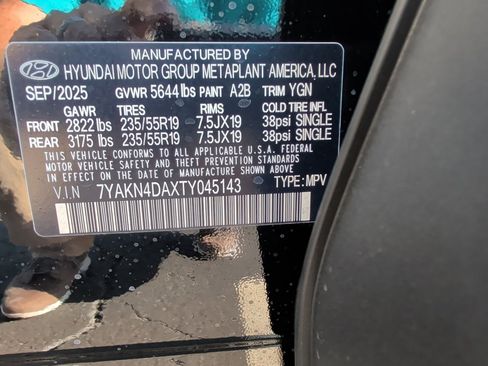 MANUFACTURED BY
HYUNDAI MOTOR GROUP METAPLANT AMERICA, LLC
SEP/2025 GVWR 5644 lbs PAINT A2B TRIM YGN
GAWR TIRES RIMS COLD TIRE INFL
FRONT 2822 lbs 235/55R19 7.5JX19 38psi SINGLE
REAR 3175 lbs 235/55R19 7.5JX19 38psi SINGLE
THIS VEHICLE CONFORMS TO ALL APPLICABLE U.S.A. FEDERAL
MOTOR VEHICLE SAFETY AND THEFT PREVENTION STANDARDS
IN EFFECT ON THE DATE OF MANUFACTURE SHOWN ABOVE
V.I.N 7YAKN4DAXTY045143 TYPE : MPV